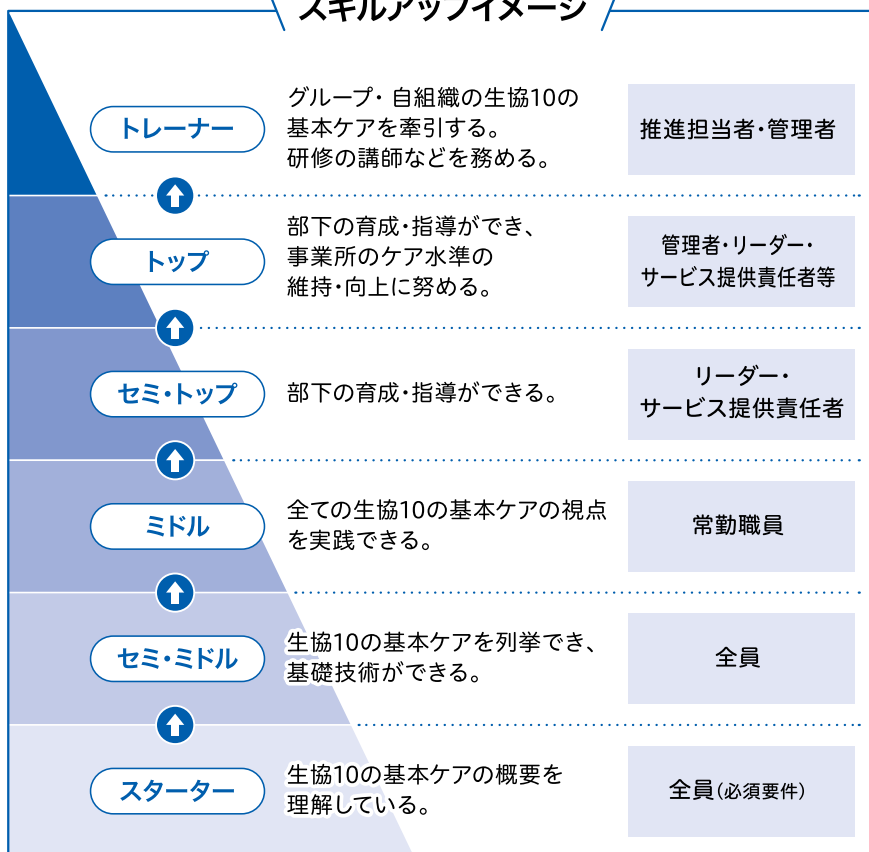 スキルアップイメージ
トレーナー
グループ・自組織の生協10の
基本ケアを牽引する。
研修の講師などを務める。
推進担当者・管理者
トップ
部下の育成・指導ができ、
事業所のケア水準の
維持・向上に努める。
管理者・リーダー・
サービス提供責任者等
セミ・トップ
部下の育成・指導ができる。
リーダー・
サービス提供責任者
ミドル
全ての生協10の基本ケアの視点
を実践できる。
常勤職員
セミ・ミドル
生協10の基本ケアを列挙でき、
基礎技術ができる。
全員
スターター
生協10の基本ケアの概要を
理解している。
全員(必須要件)